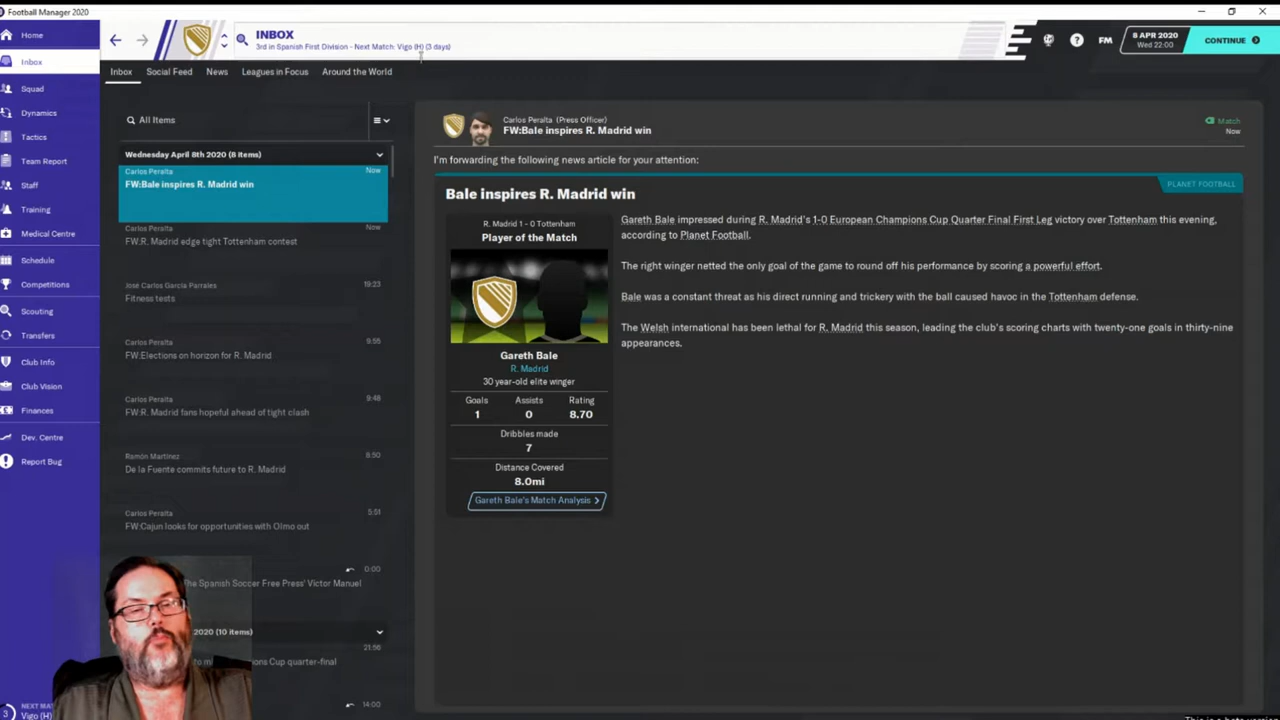 Football Manager 2020
Home
Inbox
Squad
Dynamics
Tactics
Team Report
Staff
Training
Medical Centre
Schedule
Competitions
Scouting
Transfers
Club Info
Club Vision
Finances
Dev. Centre
Report Bug
3
Vigo (H)
INBOX
3rd in Spanish First Division - Next Match: Vigo (H) (3 days)
FM
8 APR 2020
Wed 22:00
CONTINUE
Inbox Social Feed News Leagues in Focus Around the World
All Items
Wednesday April 8th 2020 (8 items)
Carlos Peralta Now
FW:Bale inspires R. Madrid win
Carlos Peralta Now
FW:R. Madrid edge tight Tottenham contest
José Carlos García Parrales 19:23
Fitness tests
Carlos Peralta 9:55
FW:Elections on horizon for R. Madrid
Carlos Peralta 9:48
FW:R. Madrid fans hopeful ahead of tight clash
Ramón Martínez 8:50
De la Fuente commits future to R. Madrid
Carlos Peralta 5:51
FW:Cajun looks for opportunities with Olmo out
0:00
The Spanish Soccer Free Press' Victor Manuel
2020 (10 items)
21:56
Cup quarter-final
14:00
Carlos Peralta (Press Officer)
FW:Bale inspires R. Madrid win
Match
Now
I'm forwarding the following news article for your attention:
PLANET FOOTBALL
Bale inspires R. Madrid win
R. Madrid 1 - 0 Tottenham
Player of the Match
Gareth Bale
R. Madrid
30 year-old elite winger
Goals Assists Rating
1 0 8.70
Dribbles made
7
Distance Covered
8.0mi
Gareth Bale's Match Analysis
Gareth Bale impressed during R. Madrid's 1-0 European Champions Cup Quarter Final First Leg victory over Tottenham this evening,
according to Planet Football.
The right winger netted the only goal of the game to round off his performance by scoring a powerful effort.
Bale was a constant threat as his direct running and trickery with the ball caused havoc in the Tottenham defense.
The Welsh international has been lethal for R. Madrid this season, leading the club's scoring charts with twenty-one goals in thirty-nine
appearances.